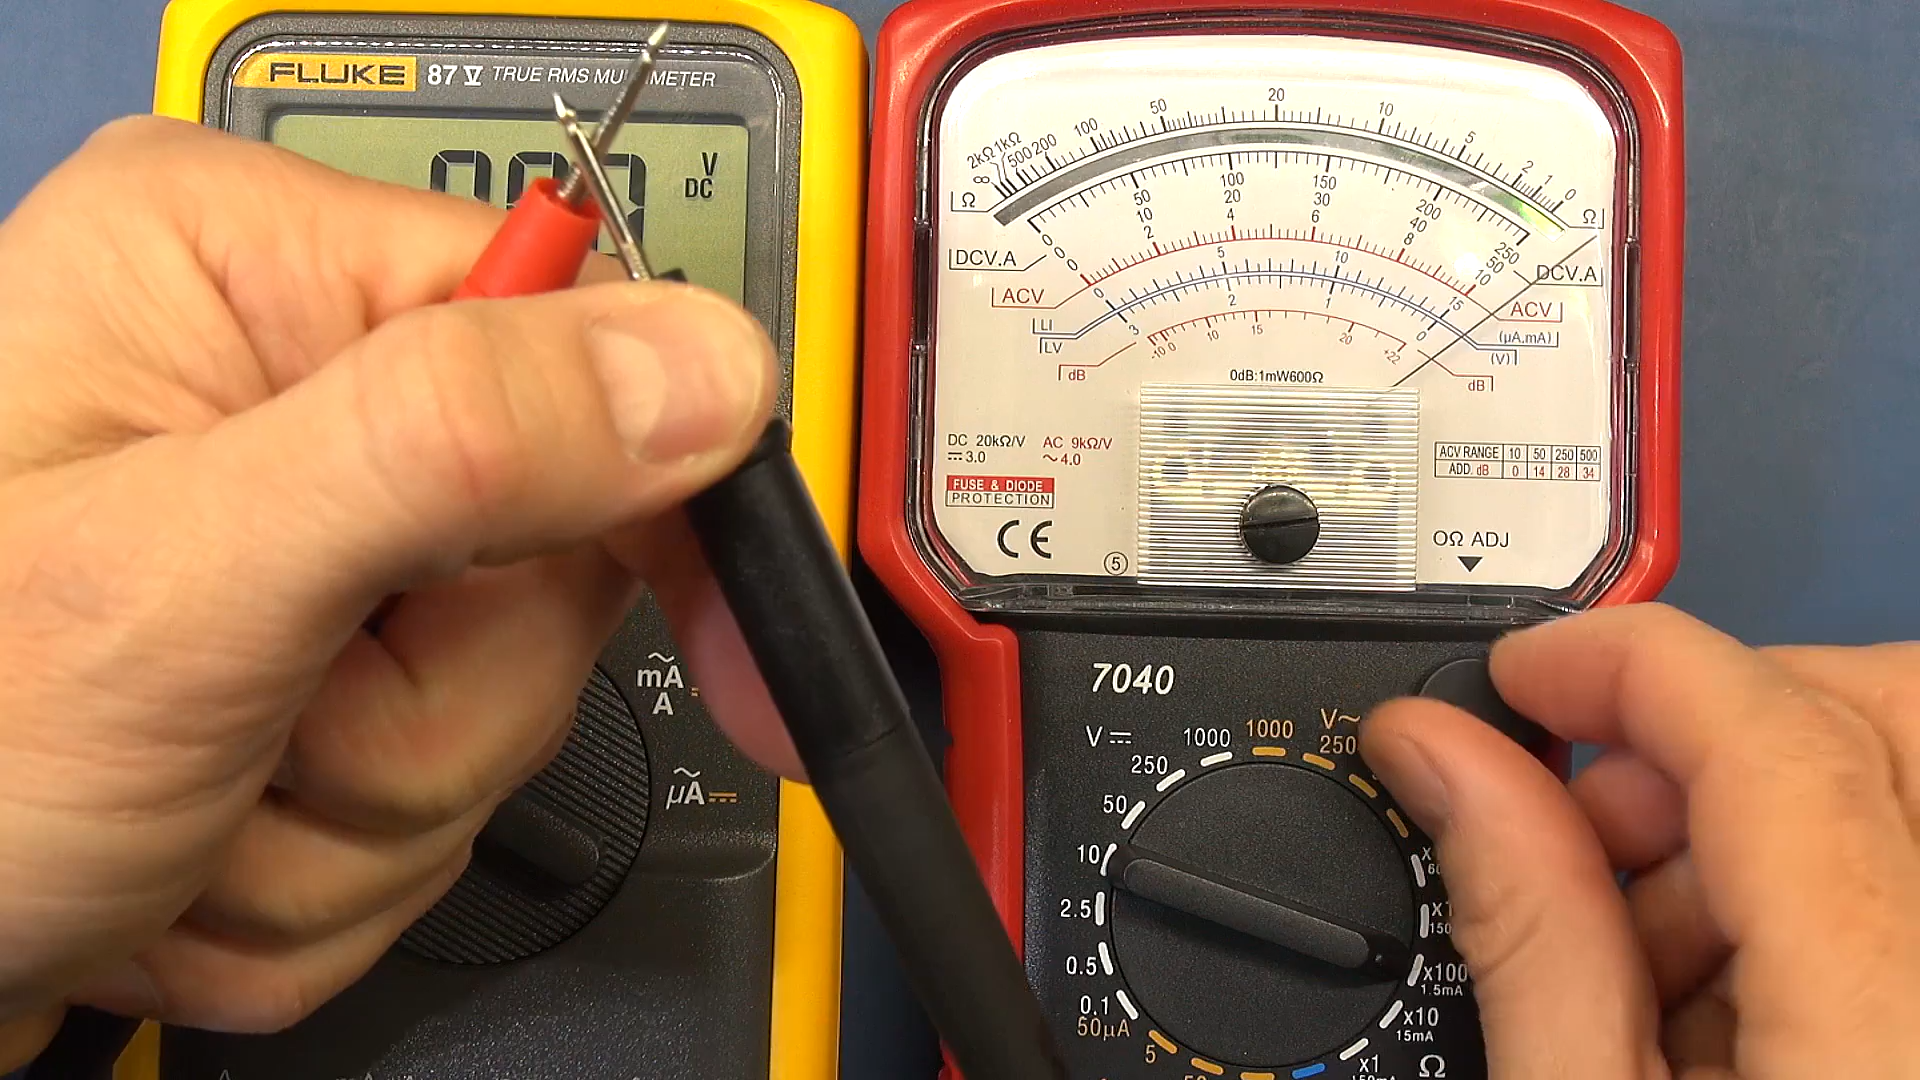 FLUKE 87 V TRUE RMS MU METER
V
DC
mA
A
µA
50 20 10 5 2 1 0
2kΩ 1kΩ 500 200 100
∞
Ω Ω
0 50 100 150 200 250
0 10 20 30 40 50
0 2 4 6 8 10
DCV.A DCV.A
ACV ACV
0 5 10 15
LI (µA.mA)
3 2 1 0
LV (V)
-10 0 10 15 20 +22
dB dB
0dB:1mW600Ω
DC 20kΩ/V AC 9kΩ/V
3.0 ~4.0
FUSE & DIODE
PROTECTION
CE
5
ACV RANGE 10 50 250 500
ADD. dB 0 14 28 34
OΩ ADJ
7040
V 1000 1000 V~
250 250
50
10
2.5
0.5
0.1
50µA
5
x100
1.5mA
x10
15mA
x1
Ω